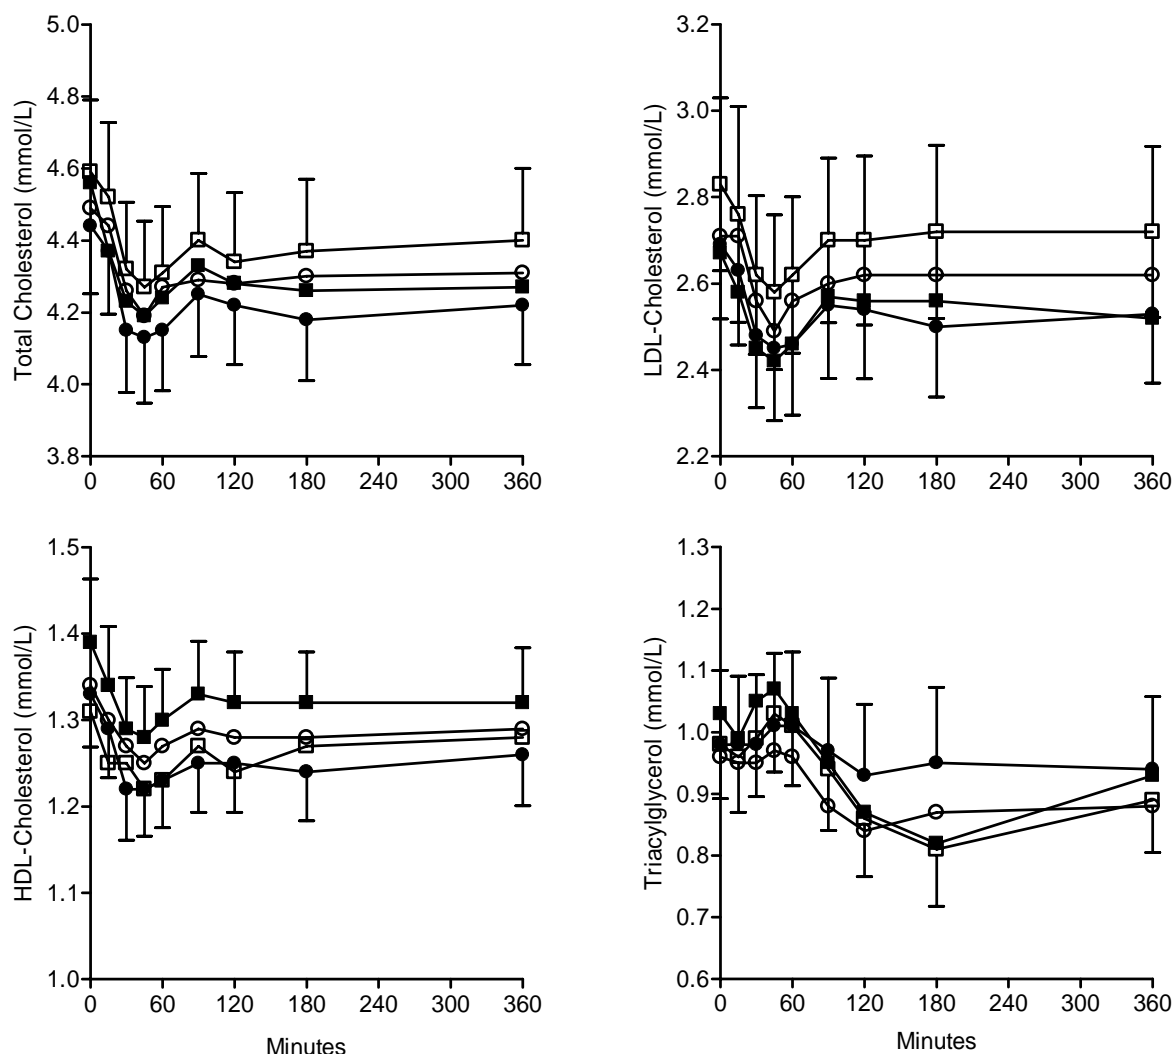 Total Cholesterol (mmol/L)
5.0
4.8
4.6
4.4
4.2
4.0
3.8
0 60 120 180 240 300 360
LDL-Cholesterol (mmol/L)
3.2
3.0
2.8
2.6
2.4
2.2
0 60 120 180 240 300 360
HDL-Cholesterol (mmol/L)
1.5
1.4
1.3
1.2
1.1
1.0
0 60 120 180 240 300 360
Minutes
Triacylglycerol (mmol/L)
1.3
1.2
1.1
1.0
0.9
0.8
0.7
0.6
0 60 120 180 240 300 360
Minutes